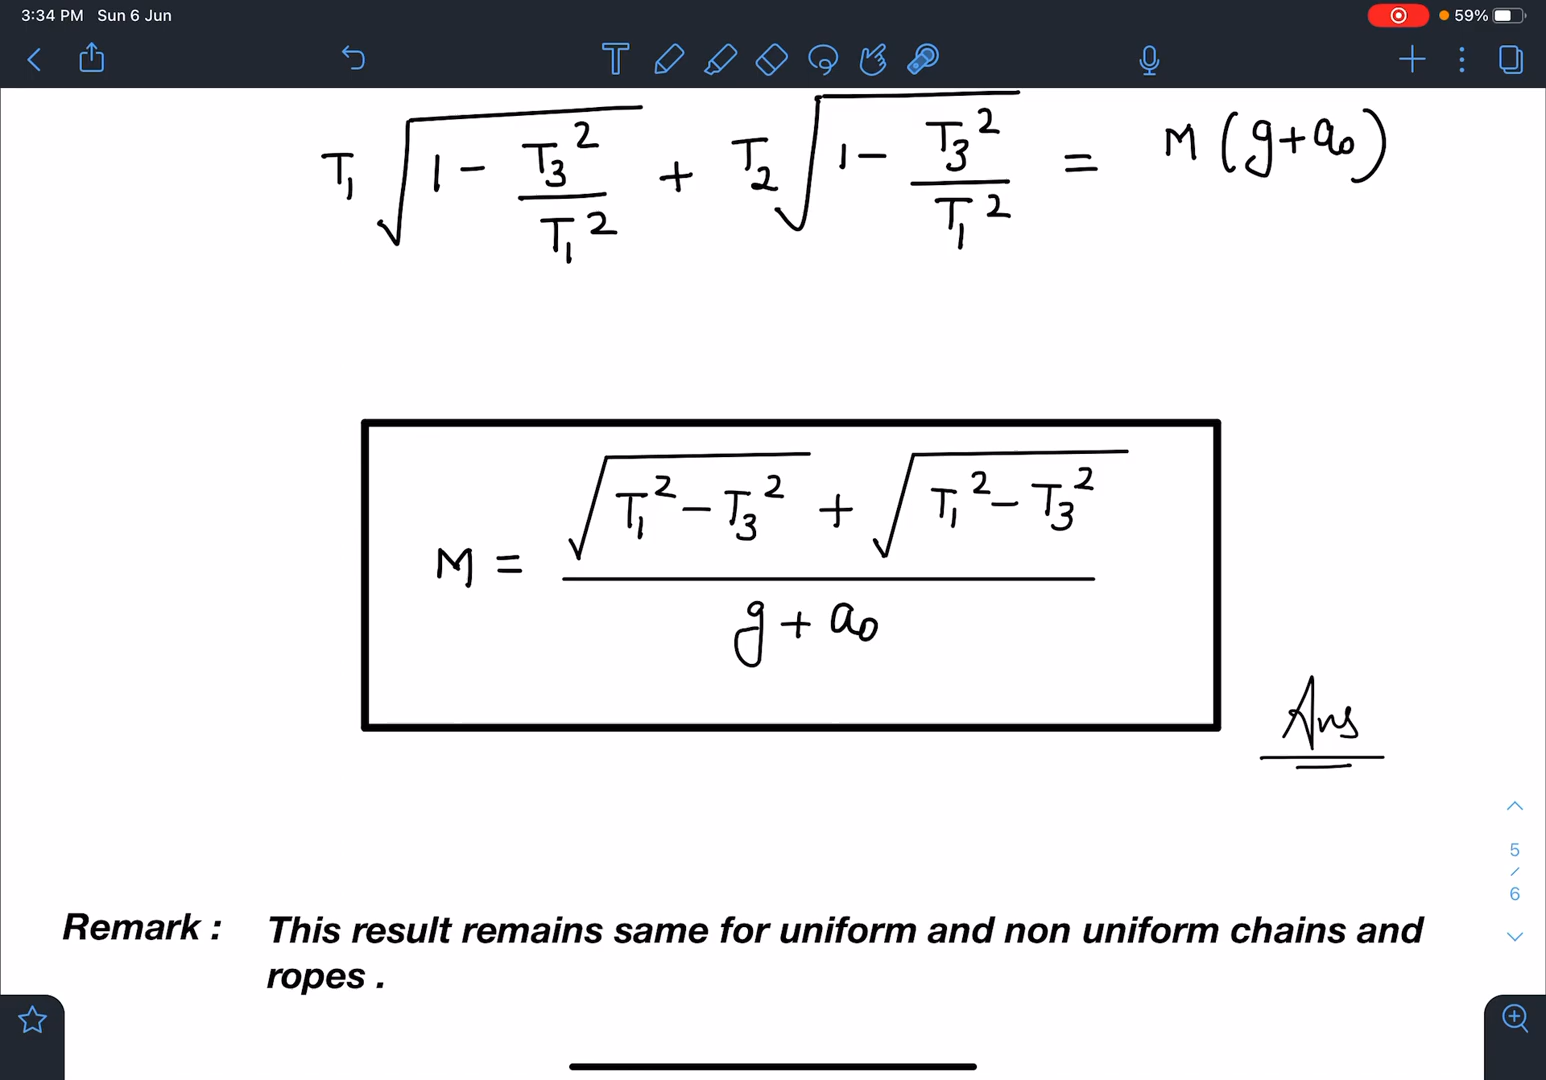 3:34 PM Sun 6 Jun 59%
T₁ √(1 - T₃²/T₁²) + T₂ √(1 - T₃²/T₁²) = M (g+a₀)
M = (√(T₁² - T₃²) + √(T₁² - T₃²)) / (g + a₀)
Ans
5
/
6
Remark : This result remains same for uniform and non uniform chains and
ropes .